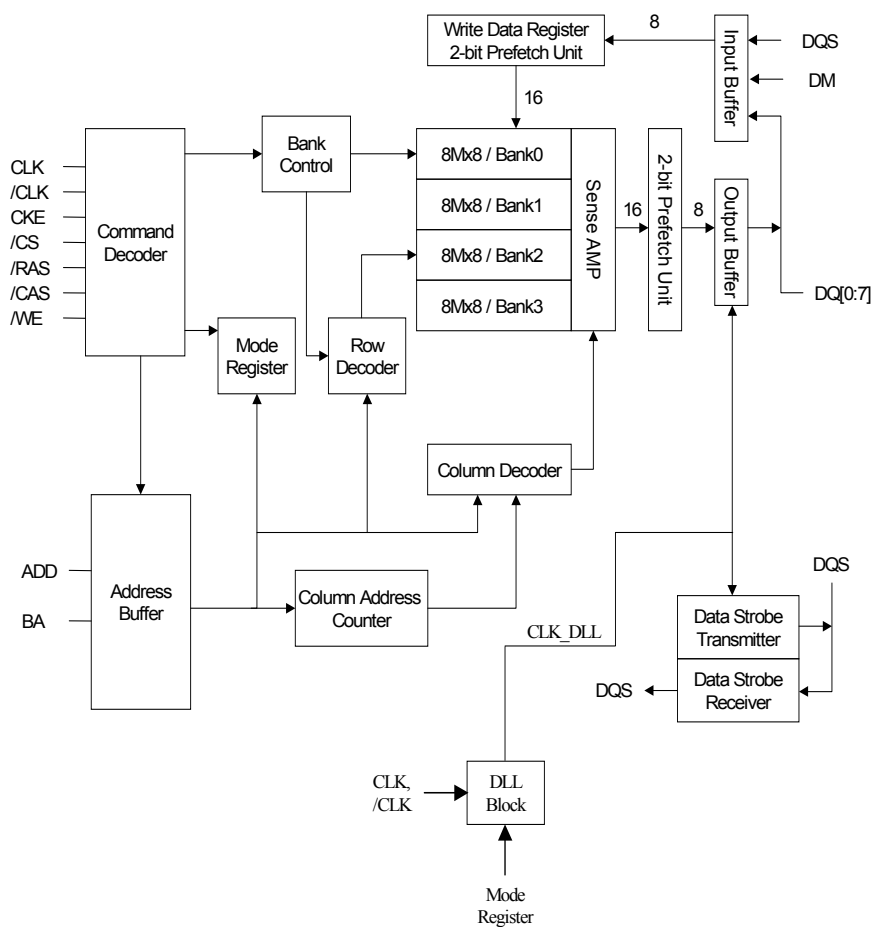 Write Data Register
2-bit Prefetch Unit
8
Input Buffer
DQS
DM
16
Bank
Control
8Mx8 / Bank0
8Mx8 / Bank1
8Mx8 / Bank2
8Mx8 / Bank3
Sense AMP
16
2-bit Prefetch Unit
8
Output Buffer
DQ[0:7]
CLK
/CLK
CKE
/CS
/RAS
/CAS
/WE
Command
Decoder
Mode
Register
Row
Decoder
Column Decoder
ADD
BA
Address
Buffer
Column Address
Counter
CLK_DLL
DQS
Data Strobe
Transmitter
Data Strobe
Receiver
DQS
CLK,
/CLK
DLL
Block
Mode
Register